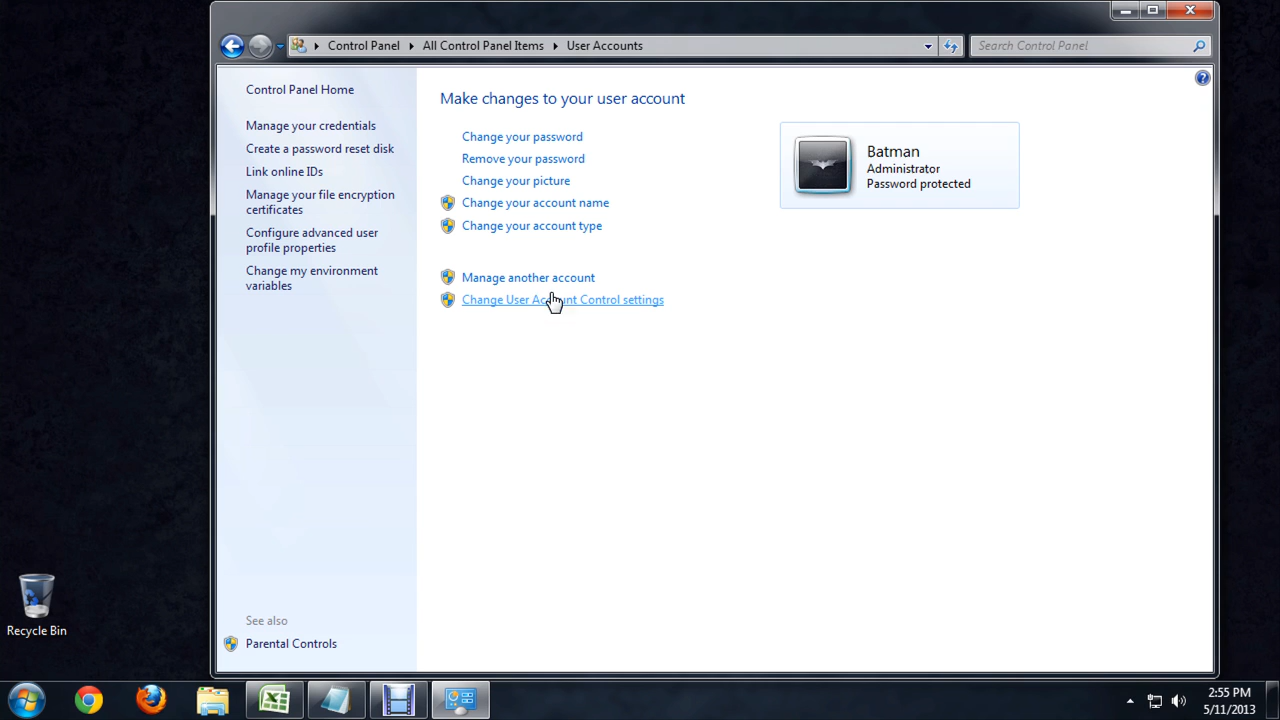 Control Panel
All Control Panel Items
User Accounts
Search Control Panel
Control Panel Home
Manage your credentials
Create a password reset disk
Link online IDs
Manage your file encryption
certificates
Configure advanced user
profile properties
Change my environment
variables
See also
Parental Controls
Make changes to your user account
Change your password
Remove your password
Change your picture
Change your account name
Change your account type
Manage another account
Change User Account Control settings
Batman
Administrator
Password protected
Recycle Bin
2:55 PM
5/11/2013